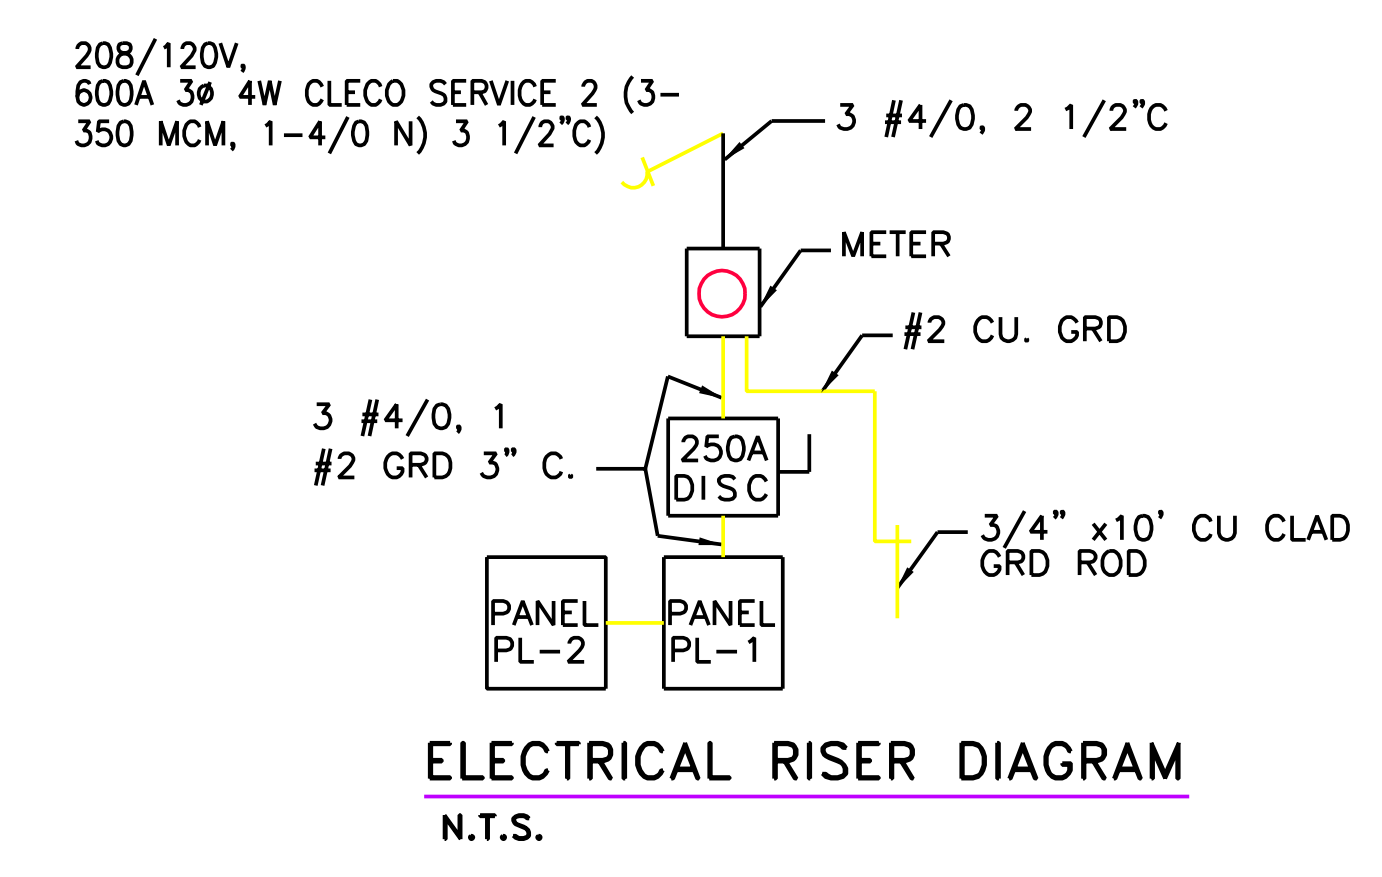 208/120V,
600A 3ø 4W CLECO SERVICE 2 (3-
350 MCM, 1-4/0 N) 3 1/2"C)
3 #4/0, 2 1/2"C
METER
#2 CU. GRD
3 #4/0, 1
#2 GRD 3" C.
250A
DISC
3/4" x10' CU CLAD
GRD ROD
PANEL
PL-2
PANEL
PL-1
ELECTRICAL RISER DIAGRAM
N.T.S.